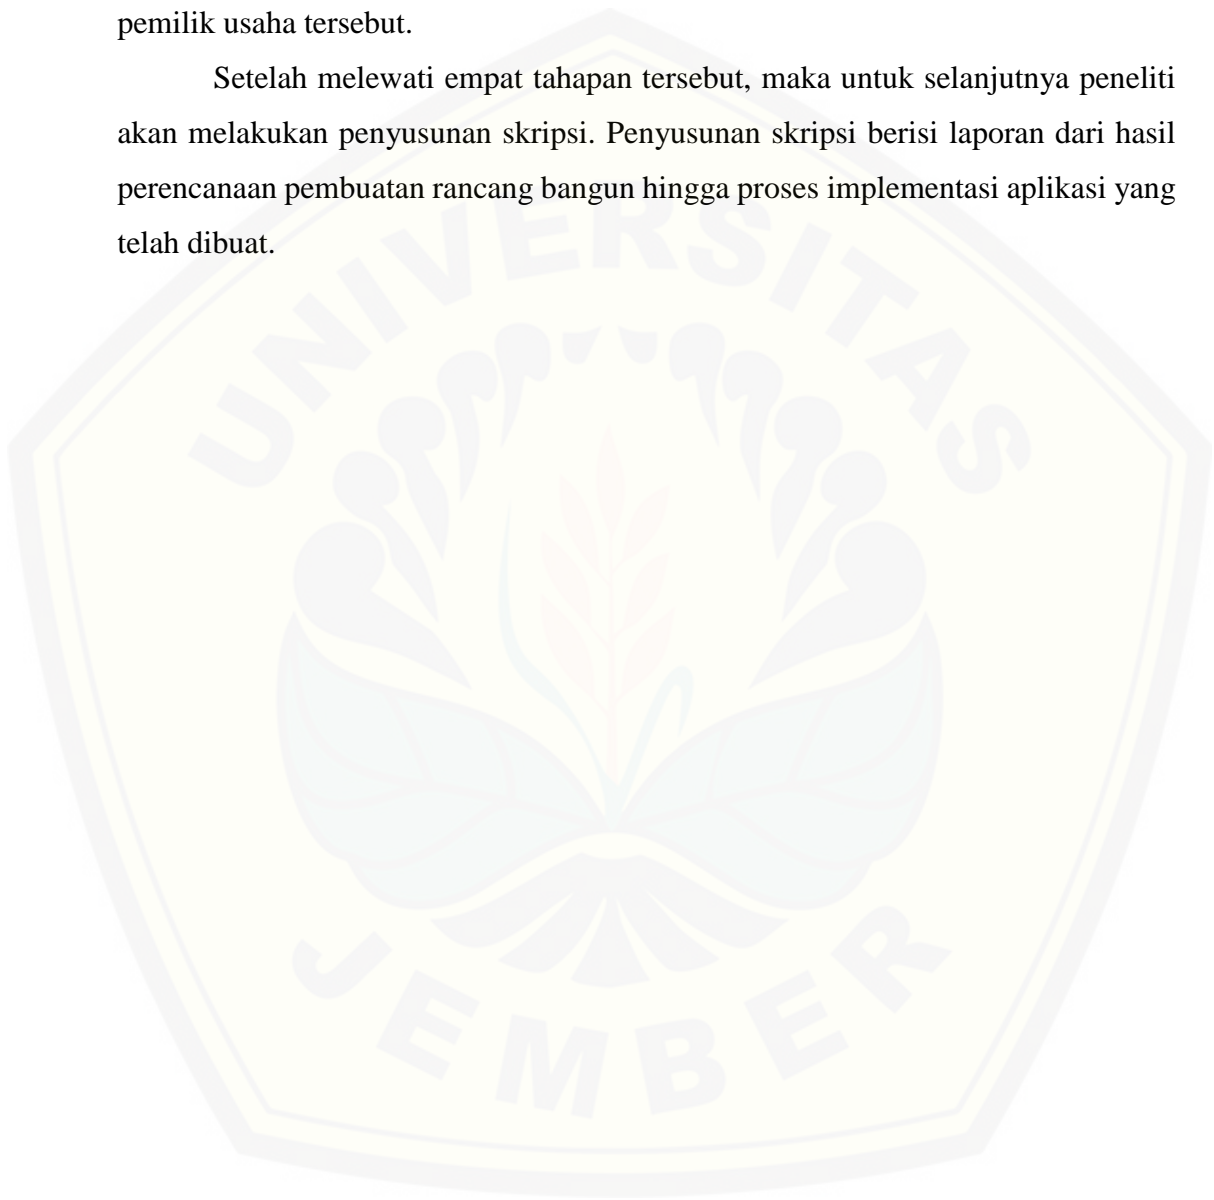 pemilik usaha tersebut.
Setelah melewati empat tahapan tersebut, maka untuk selanjutnya peneliti
akan melakukan penyusunan skripsi. Penyusunan skripsi berisi laporan dari hasil
perencanaan pembuatan rancang bangun hingga proses implementasi aplikasi yang
telah dibuat.
UNIVERSITAS
JEMBER